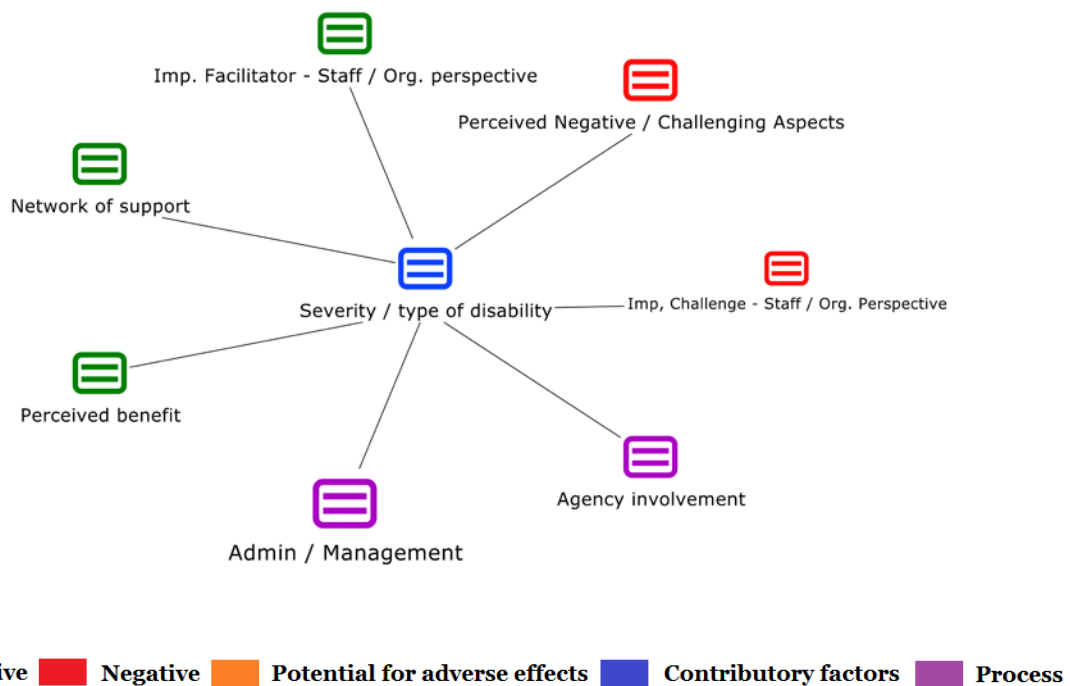 Imp. Facilitator - Staff / Org. perspective
Perceived Negative / Challenging Aspects
Network of support
Severity / type of disability
Imp, Challenge - Staff / Org. Perspective
Perceived benefit
Agency involvement
Admin / Management
ive Negative Potential for adverse effects Contributory factors Process